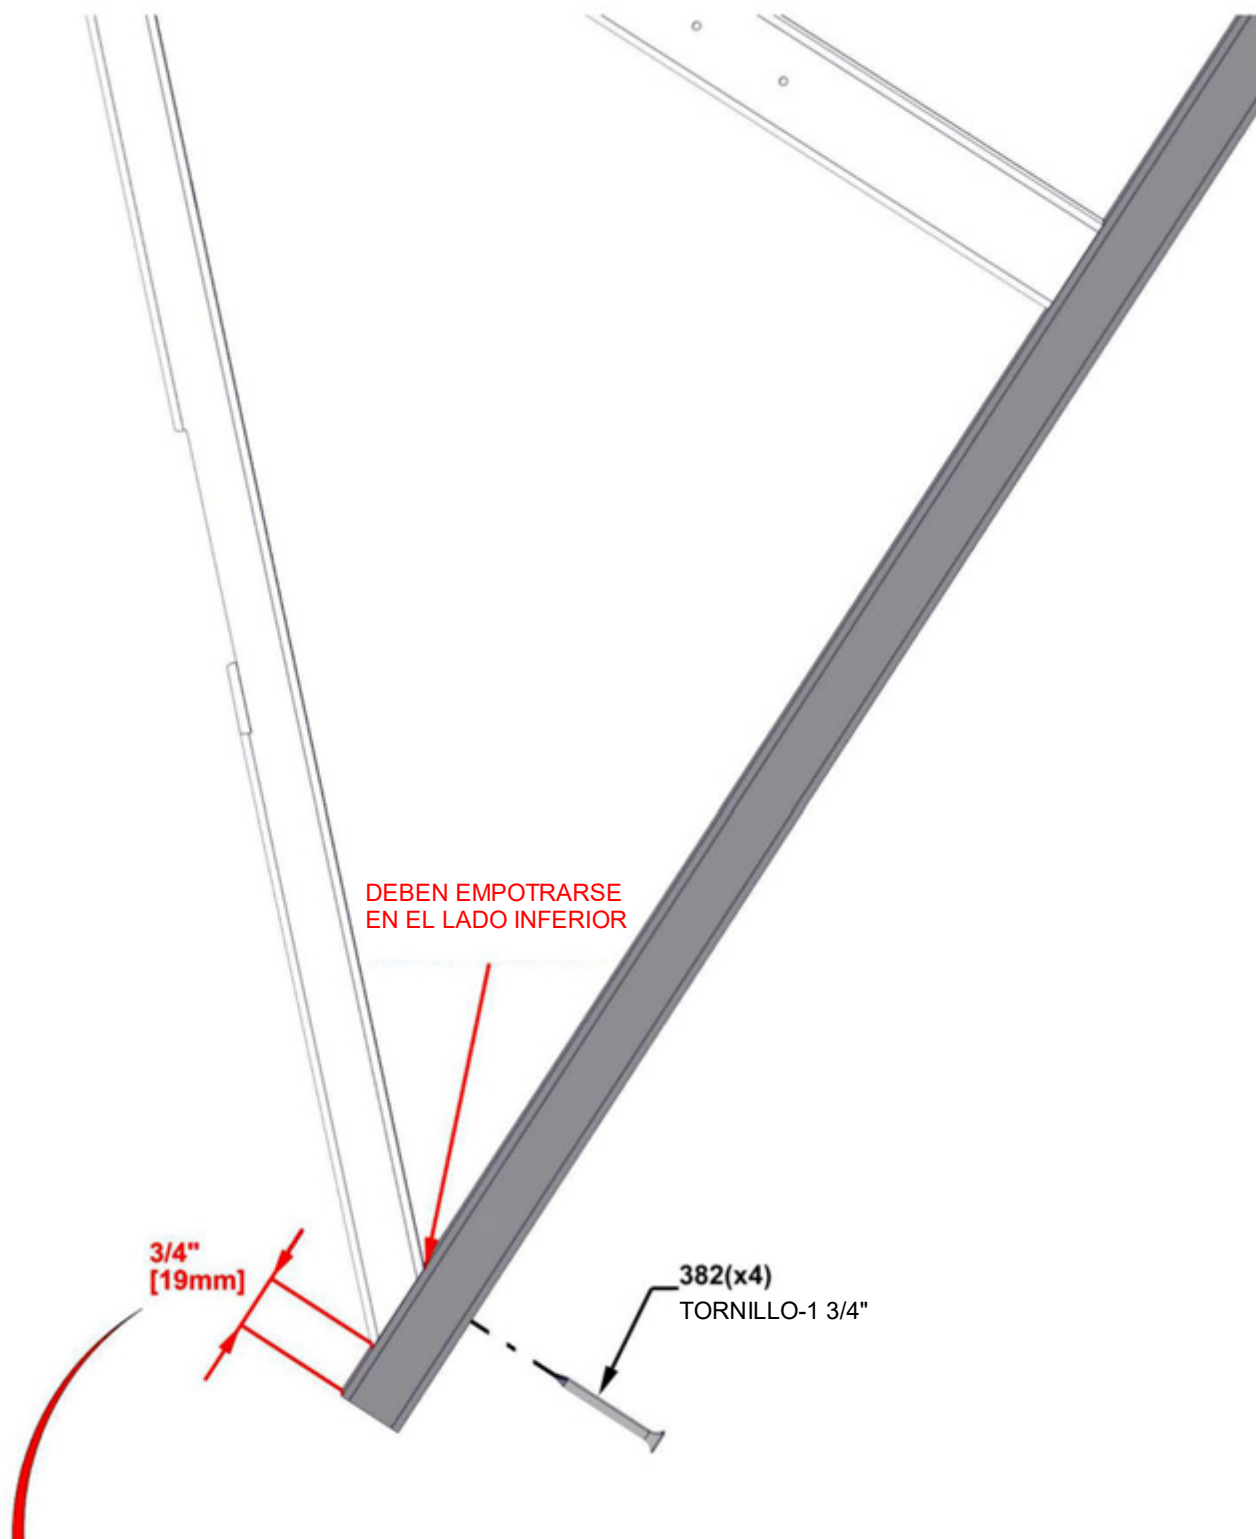 DEBEN EMPOTRARSE
EN EL LADO INFERIOR
3/4"
[19mm]
382(x4)
TORNILLO-1 3/4"